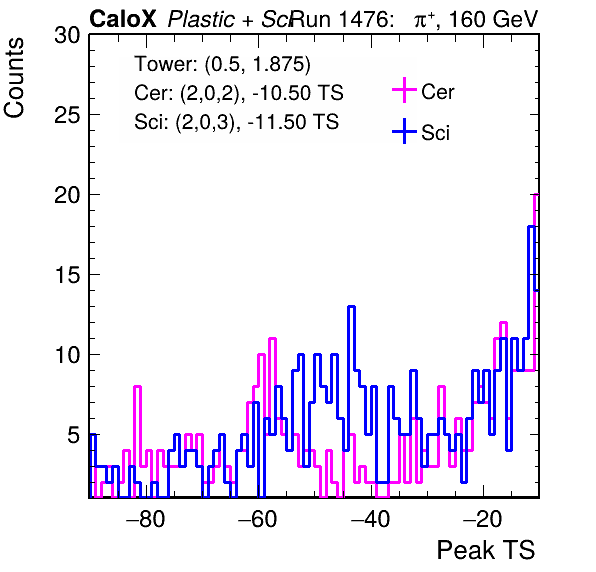 CaloX Plastic + Sci Run 1476: π⁺, 160 GeV
Counts
30
25
20
15
10
5
Tower: (0.5, 1.875)
Cer: (2,0,2), -10.50 TS
Sci: (2,0,3), -11.50 TS
Cer
Sci
−80 −60 −40 −20
Peak TS